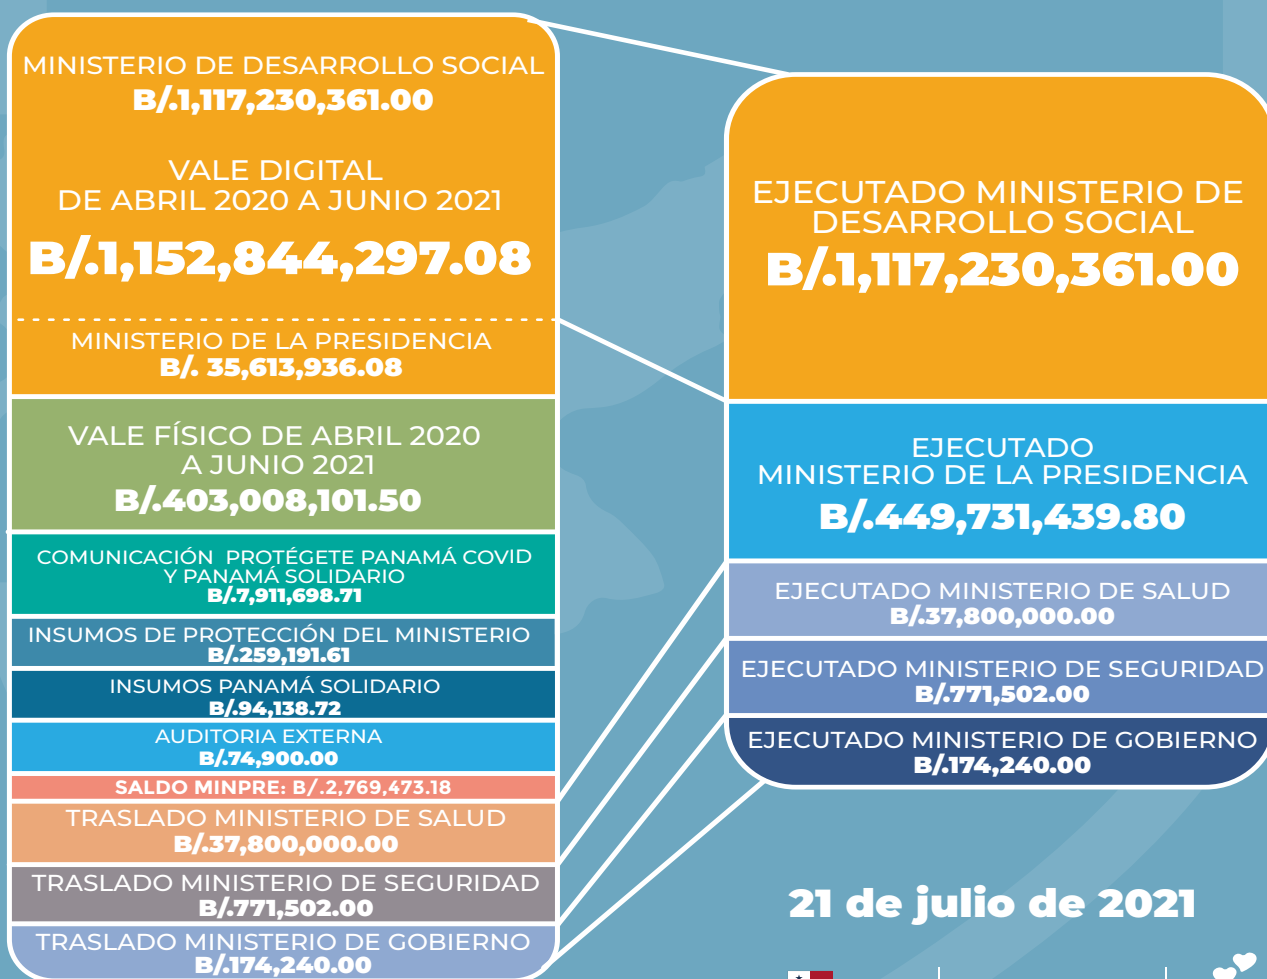 MINISTERIO DE DESARROLLO SOCIAL
B/.1,117,230,361.00
VALE DIGITAL
DE ABRIL 2020 A JUNIO 2021
B/.1,152,844,297.08
MINISTERIO DE LA PRESIDENCIA
B/. 35,613,936.08
VALE FÍSICO DE ABRIL 2020
A JUNIO 2021
B/.403,008,101.50
COMUNICACIÓN PROTÉGETE PANAMÁ COVID
Y PANAMÁ SOLIDARIO
B/.7,911,698.71
INSUMOS DE PROTECCIÓN DEL MINISTERIO
B/.259,191.61
INSUMOS PANAMÁ SOLIDARIO
B/.94,138.72
AUDITORIA EXTERNA
B/.74,900.00
SALDO MINPRE: B/.2,769,473.18
TRASLADO MINISTERIO DE SALUD
B/.37,800,000.00
TRASLADO MINISTERIO DE SEGURIDAD
B/.771,502.00
TRASLADO MINISTERIO DE GOBIERNO
B/.174,240.00
EJECUTADO MINISTERIO DE
DESARROLLO SOCIAL
B/.1,117,230,361.00
EJECUTADO
MINISTERIO DE LA PRESIDENCIA
B/.449,731,439.80
EJECUTADO MINISTERIO DE SALUD
B/.37,800,000.00
EJECUTADO MINISTERIO DE SEGURIDAD
B/.771,502.00
EJECUTADO MINISTERIO DE GOBIERNO
B/.174,240.00
21 de julio de 2021